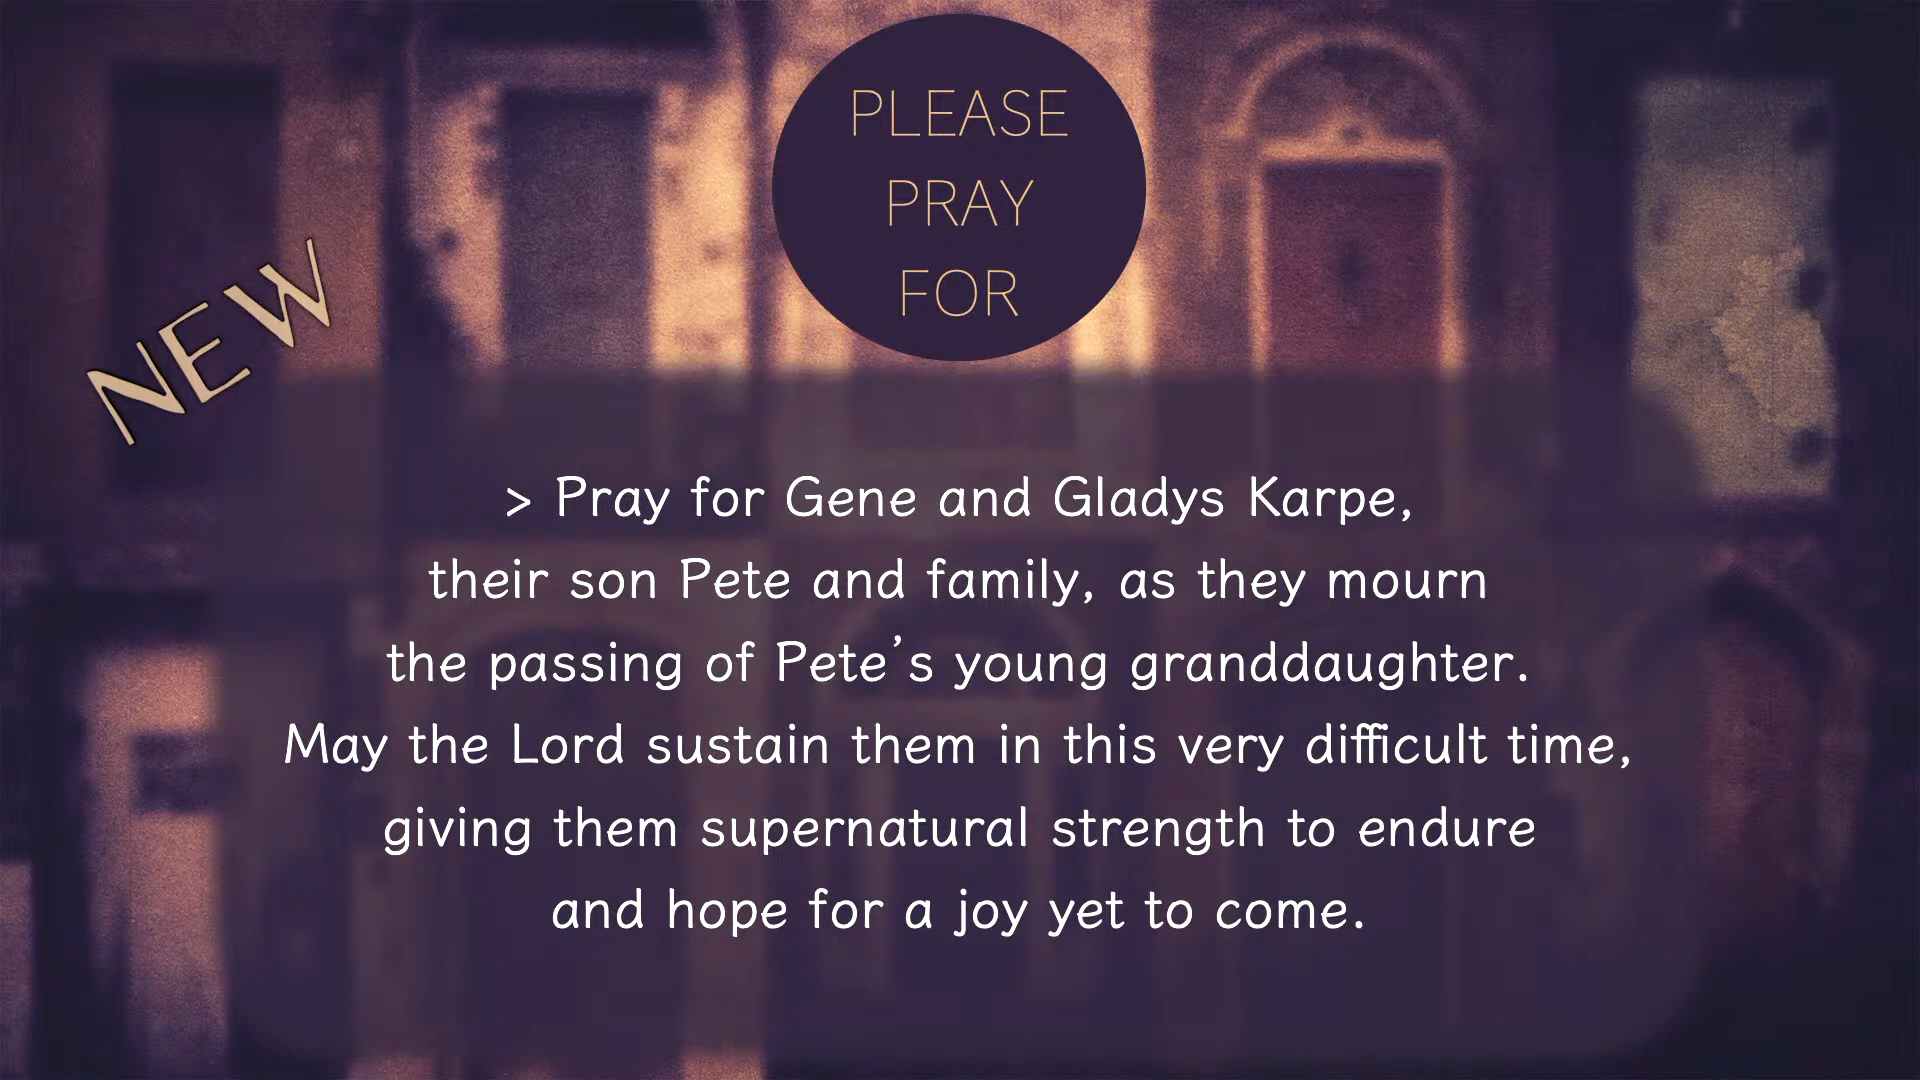 PLEASE
PRAY
FOR
NEW
> Pray for Gene and Gladys Karpe,
their son Pete and family, as they mourn
the passing of Pete’s young granddaughter.
May the Lord sustain them in this very difficult time,
giving them supernatural strength to endure
and hope for a joy yet to come.